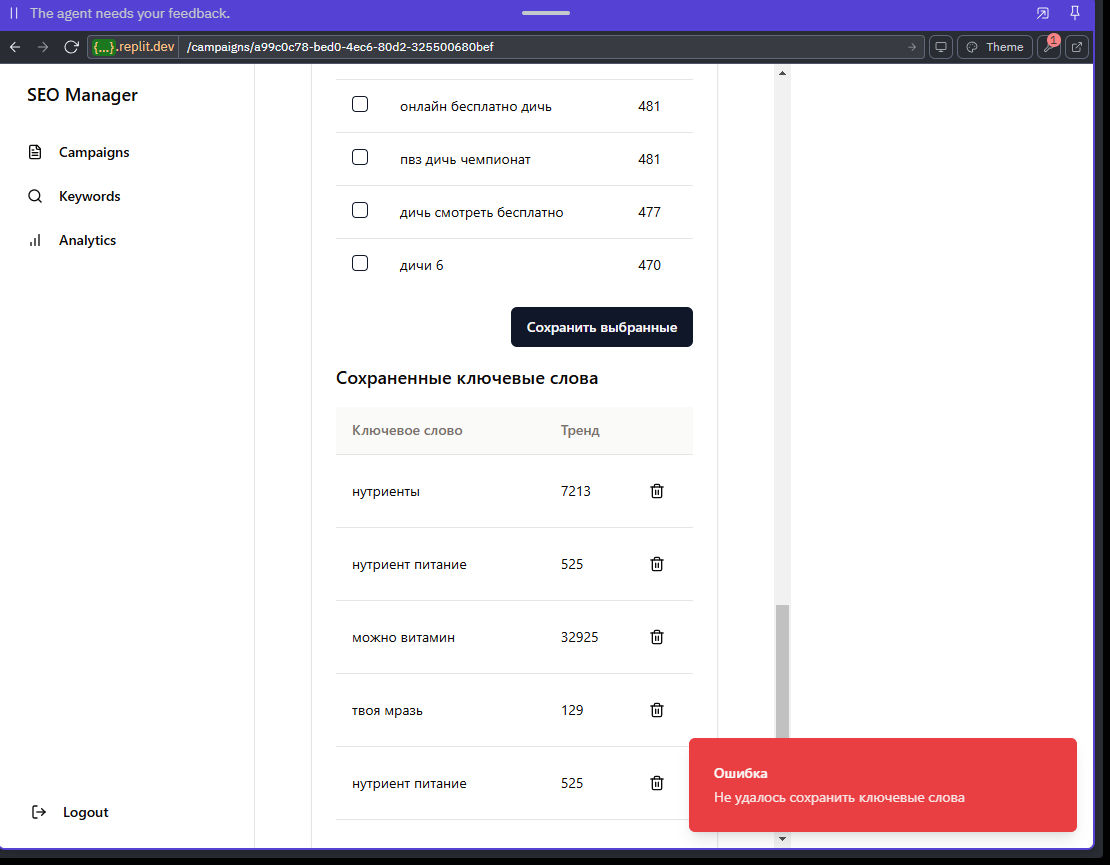 The agent needs your feedback.
{...}.replit.dev /campaigns/a99c0c78-bed0-4ec6-80d2-325500680bef
Theme
1
SEO Manager
Campaigns
Keywords
Analytics
онлайн бесплатно дичь 481
пвз дичь чемпионат 481
дичь смотреть бесплатно 477
дичи 6 470
Сохранить выбранные
Сохраненные ключевые слова
Ключевое слово Тренд
нутриенты 7213
нутриент питание 525
можно витамин 32925
твоя мразь 129
нутриент питание 525
Ошибка
Не удалось сохранить ключевые слова
Logout